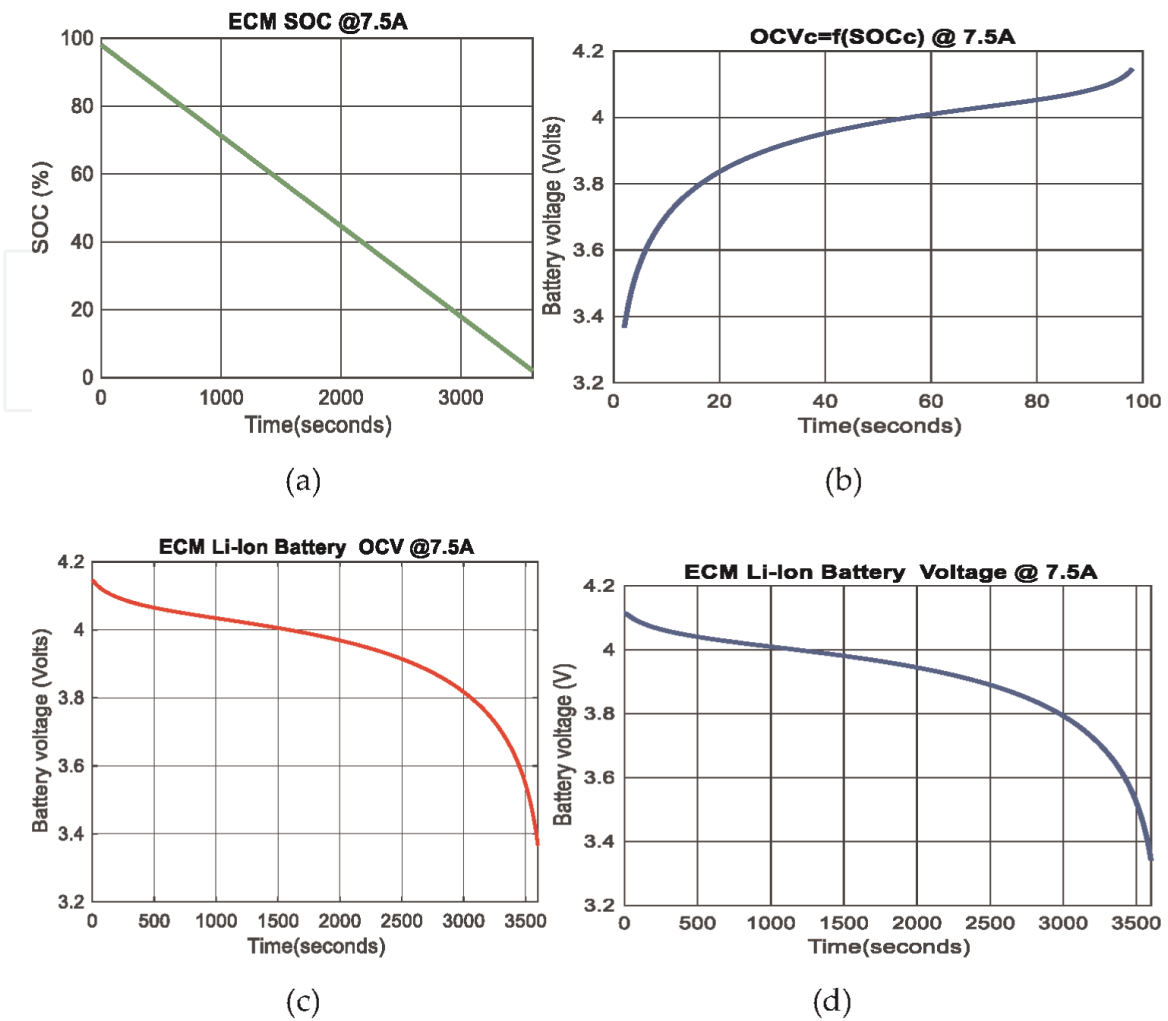 ECM SOC @7.5A
100
80
60
40
20
0
SOC (%)
0 1000 2000 3000
Time(seconds)
(a)
OCVc=f(SOCc) @ 7.5A
4.2
4
3.8
3.6
3.4
3.2
Battery voltage (Volts)
0 20 40 60 80 100
Time(seconds)
(b)
ECM Li-Ion Battery OCV @7.5A
4.2
4
3.8
3.6
3.4
3.2
Battery voltage (Volts)
0 500 1000 1500 2000 2500 3000 3500
Time(seconds)
(c)
ECM Li-Ion Battery Voltage @ 7.5A
4.2
4
3.8
3.6
3.4
3.2
Battery voltage (V)
0 500 1000 1500 2000 2500 3000 3500
Time(seconds)
(d)